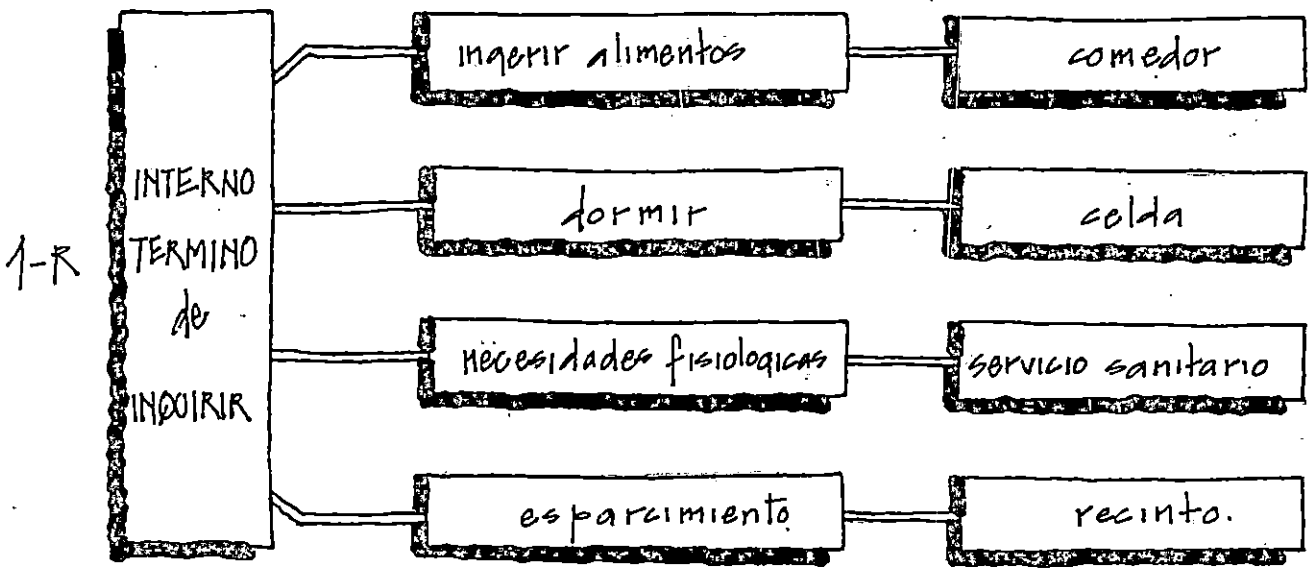 ingerir alimentos
comedor
1-R
INTERNO
TERMINO
de
INQUIRIR
dormir
celda
necesidades fisiologicas
servicio sanitario
esparcimiento
recinto.